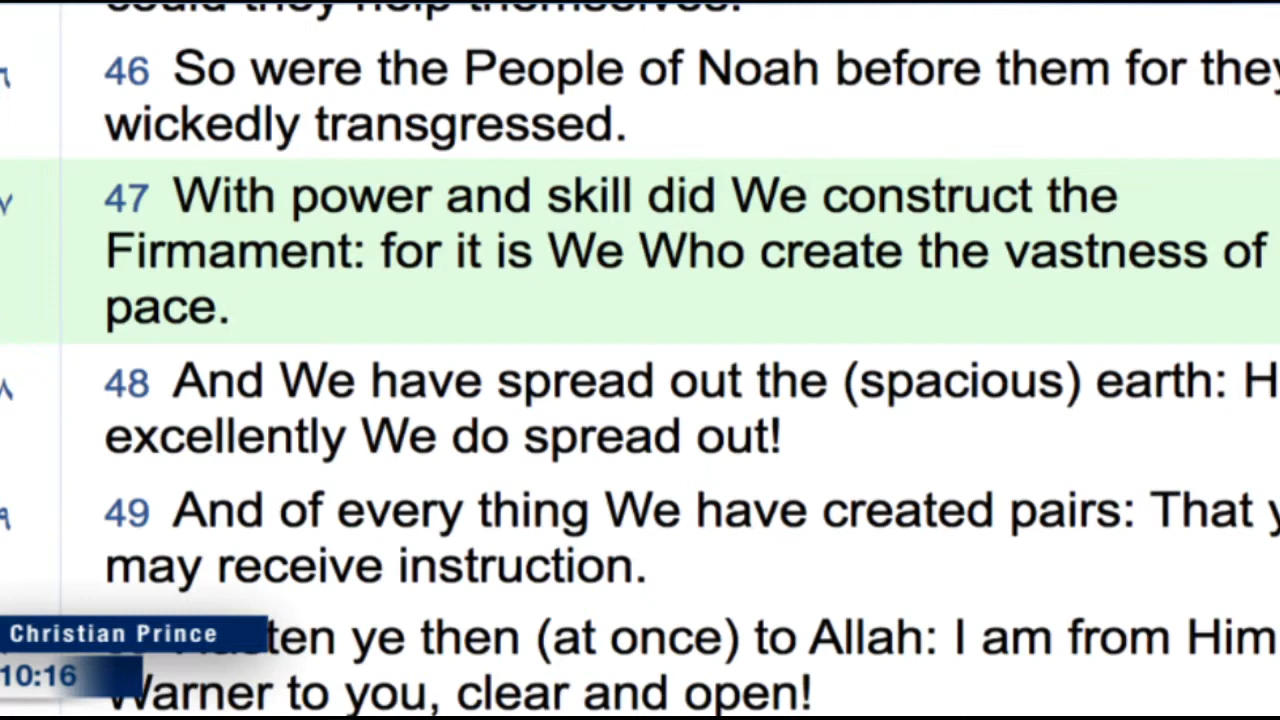 could they help themselves.
46 So were the People of Noah before them for they
wickedly transgressed.
47 With power and skill did We construct the
Firmament: for it is We Who create the vastness of
pace.
48 And We have spread out the (spacious) earth: H
excellently We do spread out!
49 And of every thing We have created pairs: That y
may receive instruction.
ten ye then (at once) to Allah: I am from Him
Warner to you, clear and open!
Christian Prince
10:16